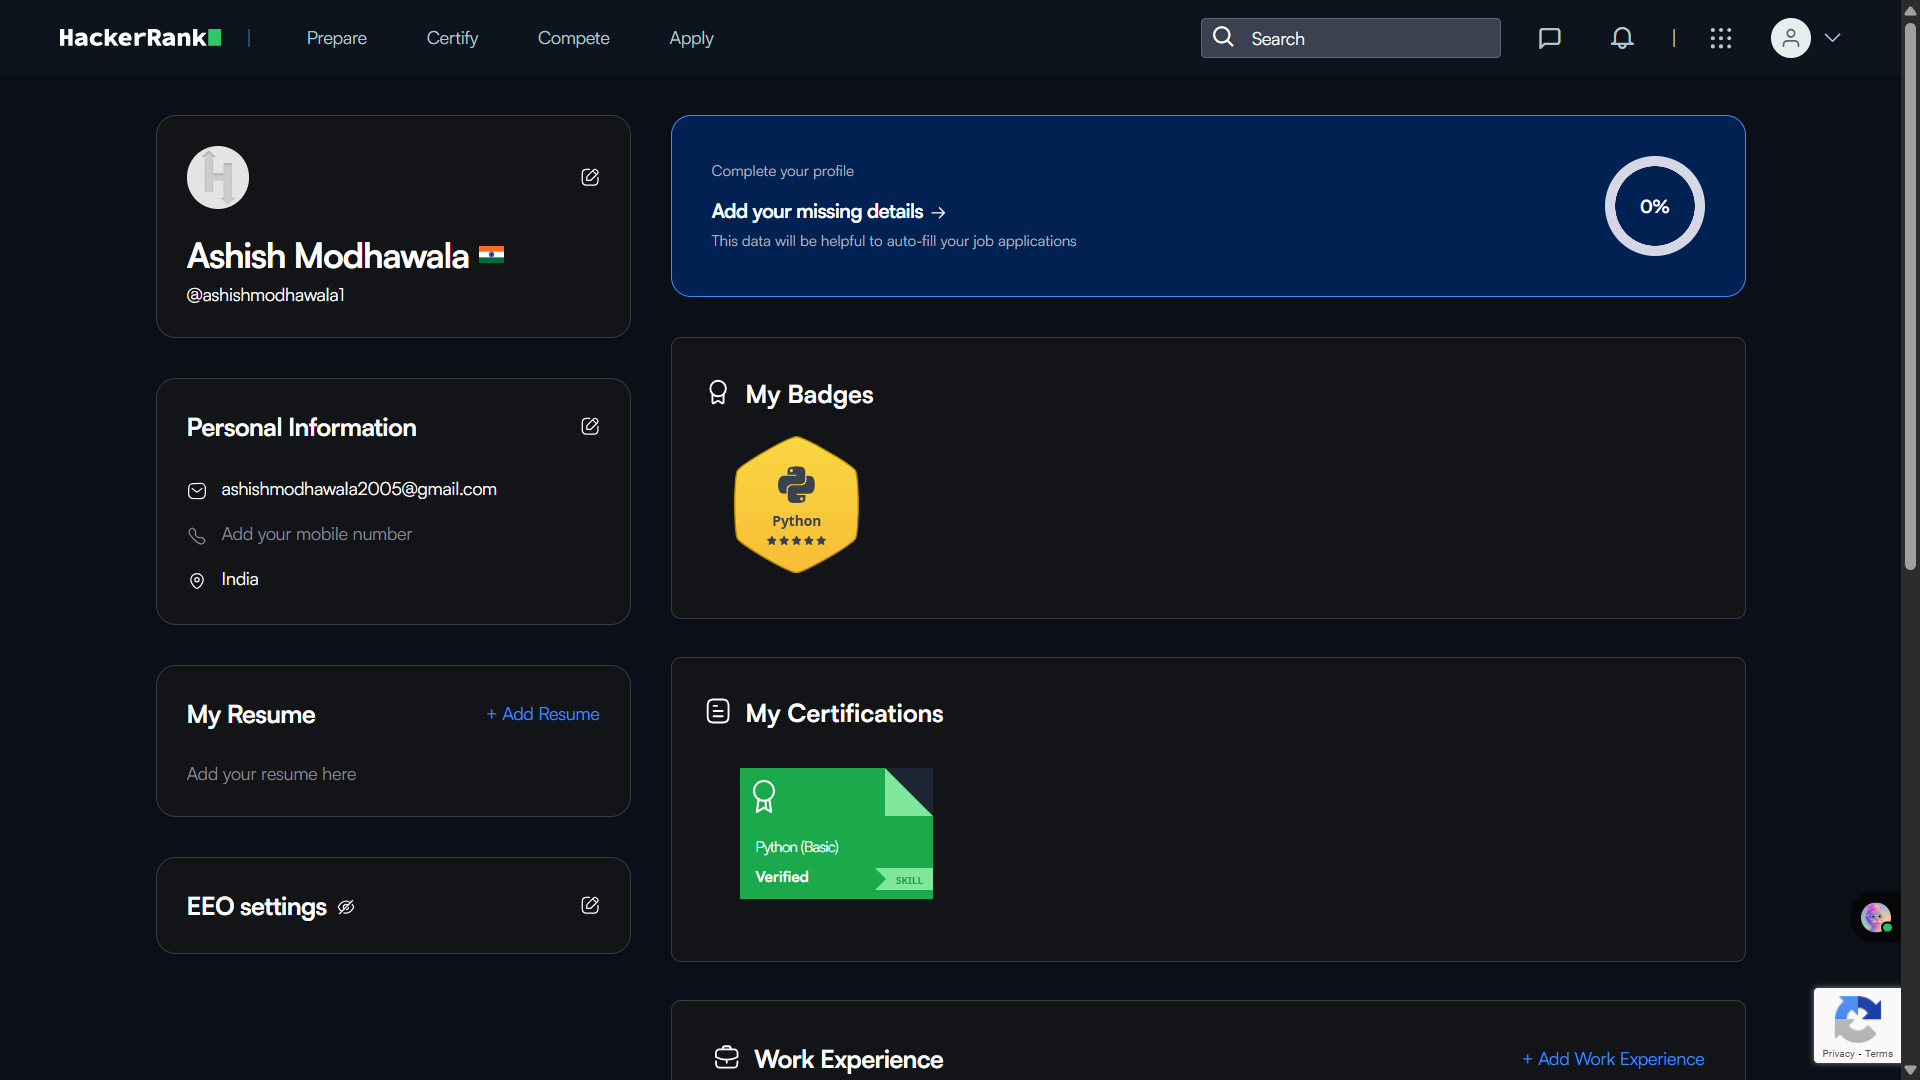 HackerRank
Prepare
Certify
Compete
Apply
Search
Ashish Modhawala
@ashishmodhawala1
Personal Information
ashishmodhawala2005@gmail.com
Add your mobile number
India
My Resume
+ Add Resume
Add your resume here
EEO settings
Complete your profile
Add your missing details →
This data will be helpful to auto-fill your job applications
0%
My Badges
Python
My Certifications
Python (Basic)
Verified
SKILL
Work Experience
+ Add Work Experience
Privacy - Terms